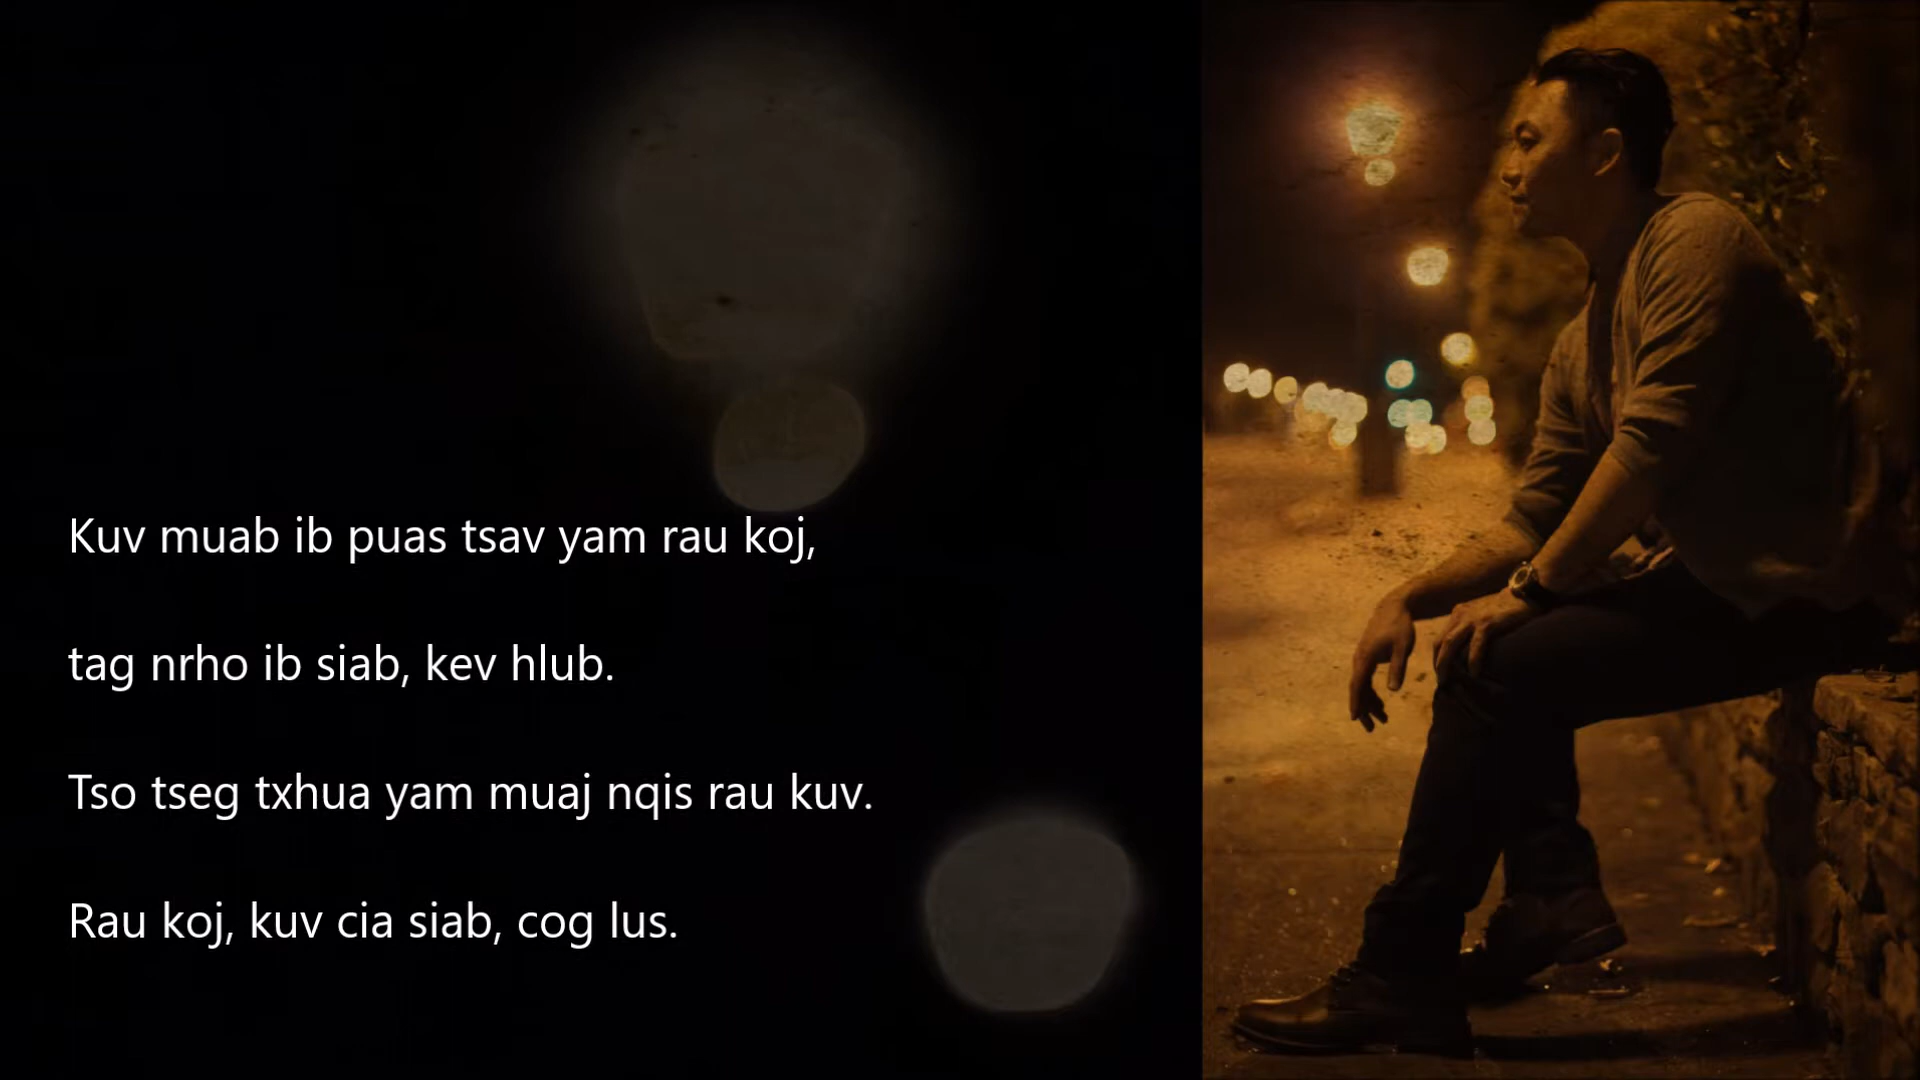 Kuv muab ib puas tsav yam rau koj,
tag nrho ib siab, kev hlub.
Tso tseg txhua yam muaj nqis rau kuv.
Rau koj, kuv cia siab, cog lus.